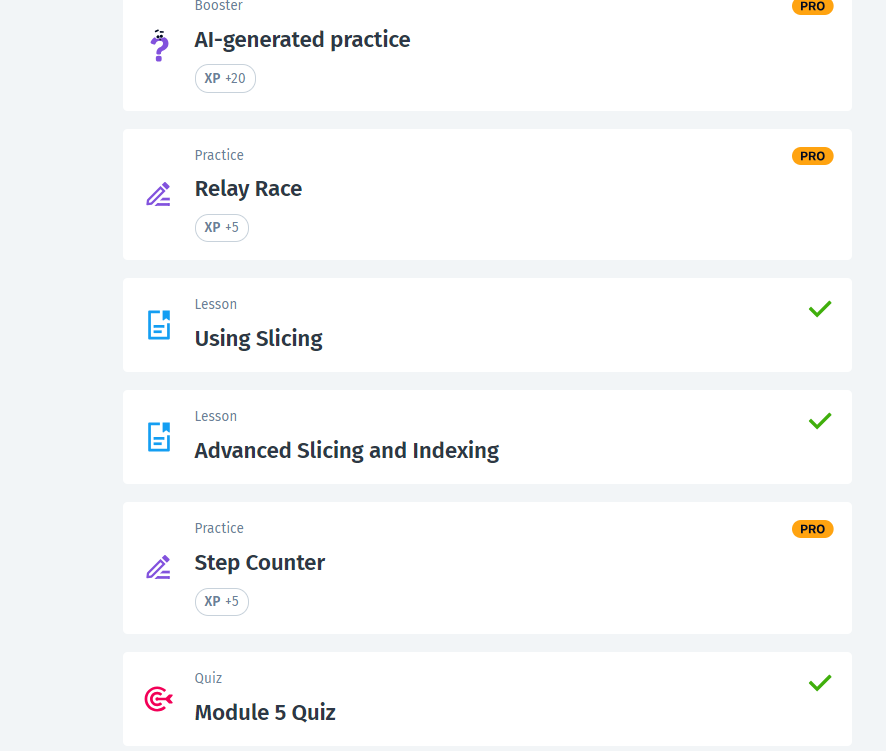 Booster
PRO
AI-generated practice
XP +20
Practice
PRO
Relay Race
XP +5
Lesson
Using Slicing
Lesson
Advanced Slicing and Indexing
Practice
PRO
Step Counter
XP +5
Quiz
Module 5 Quiz